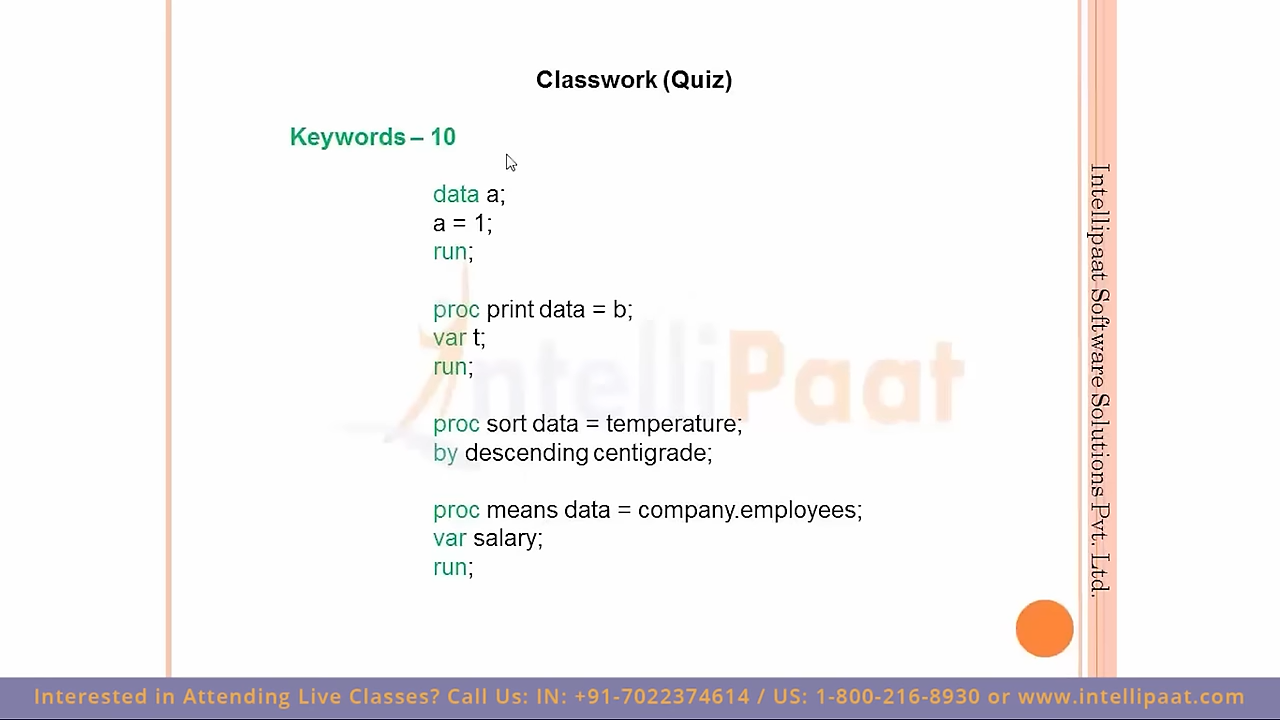 Classwork (Quiz)
Keywords – 10
data a;
a = 1;
run;
proc print data = b;
var t;
run;
proc sort data = temperature;
by descending centigrade;
proc means data = company.employees;
var salary;
run;
IntelliPaat
Intellipaat Software Solutions Pvt. Ltd.
Interested in Attending Live Classes? Call Us: IN: +91-7022374614 / US: 1-800-216-8930 or www.intellipaat.com